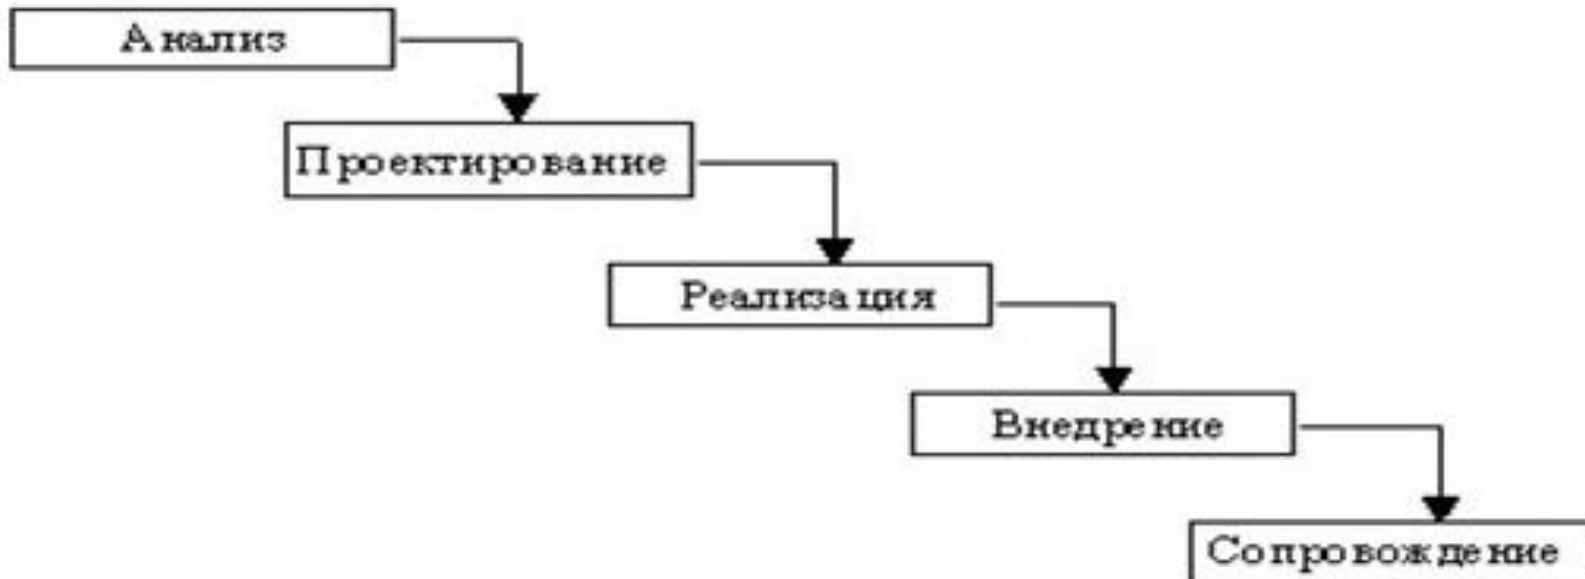 Анализ
Проектирование
Реализация
Внедрение
Сопровождение